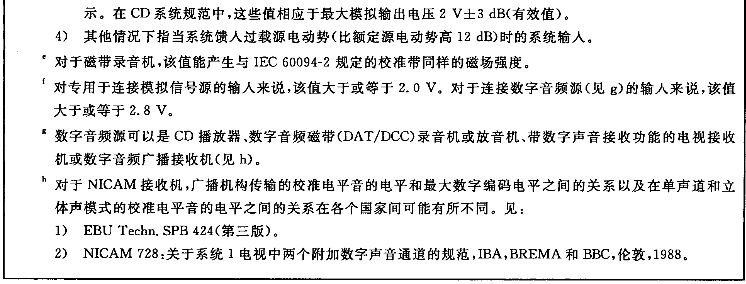 示。在 CD 系统规范中,这些值相应于最大模拟输出电压 2 V±3 dB(有效值)。
4) 其他情况下指当系统馈人过载源电动势(比额定源电动势高 12 dB)时的系统输人。
e 对于磁带录音机,该值能产生与 IEC 60094-2 规定的校准带同样的磁场强度。
f 对专用于连接模拟信号源的输人来说,该值大于或等于 2.0 V。对于连接数字音频源(见 g)的输人来说,该值
大于或等于 2.8 V。
g 数字音频源可以是 CD 播放器、数字音频磁带(DAT/DCC)录音机或放音机、带数字声音接收功能的电视接收
机或数字音频广播接收机(见 h)。
h 对于 NICAM 接收机,广播机构传输的校准电平音的电平和最大数字编码电平之间的关系以及在单声道和立
体声模式的校准电平音的电平之间的关系在各个国家间可能有所不同。见:
1) EBU Techn. SPB 424(第三版)。
2) NICAM 728:关于系统 1 电视中两个附加数字声音通道的规范,IBA,BREMA 和 BBC,伦敦,1988。